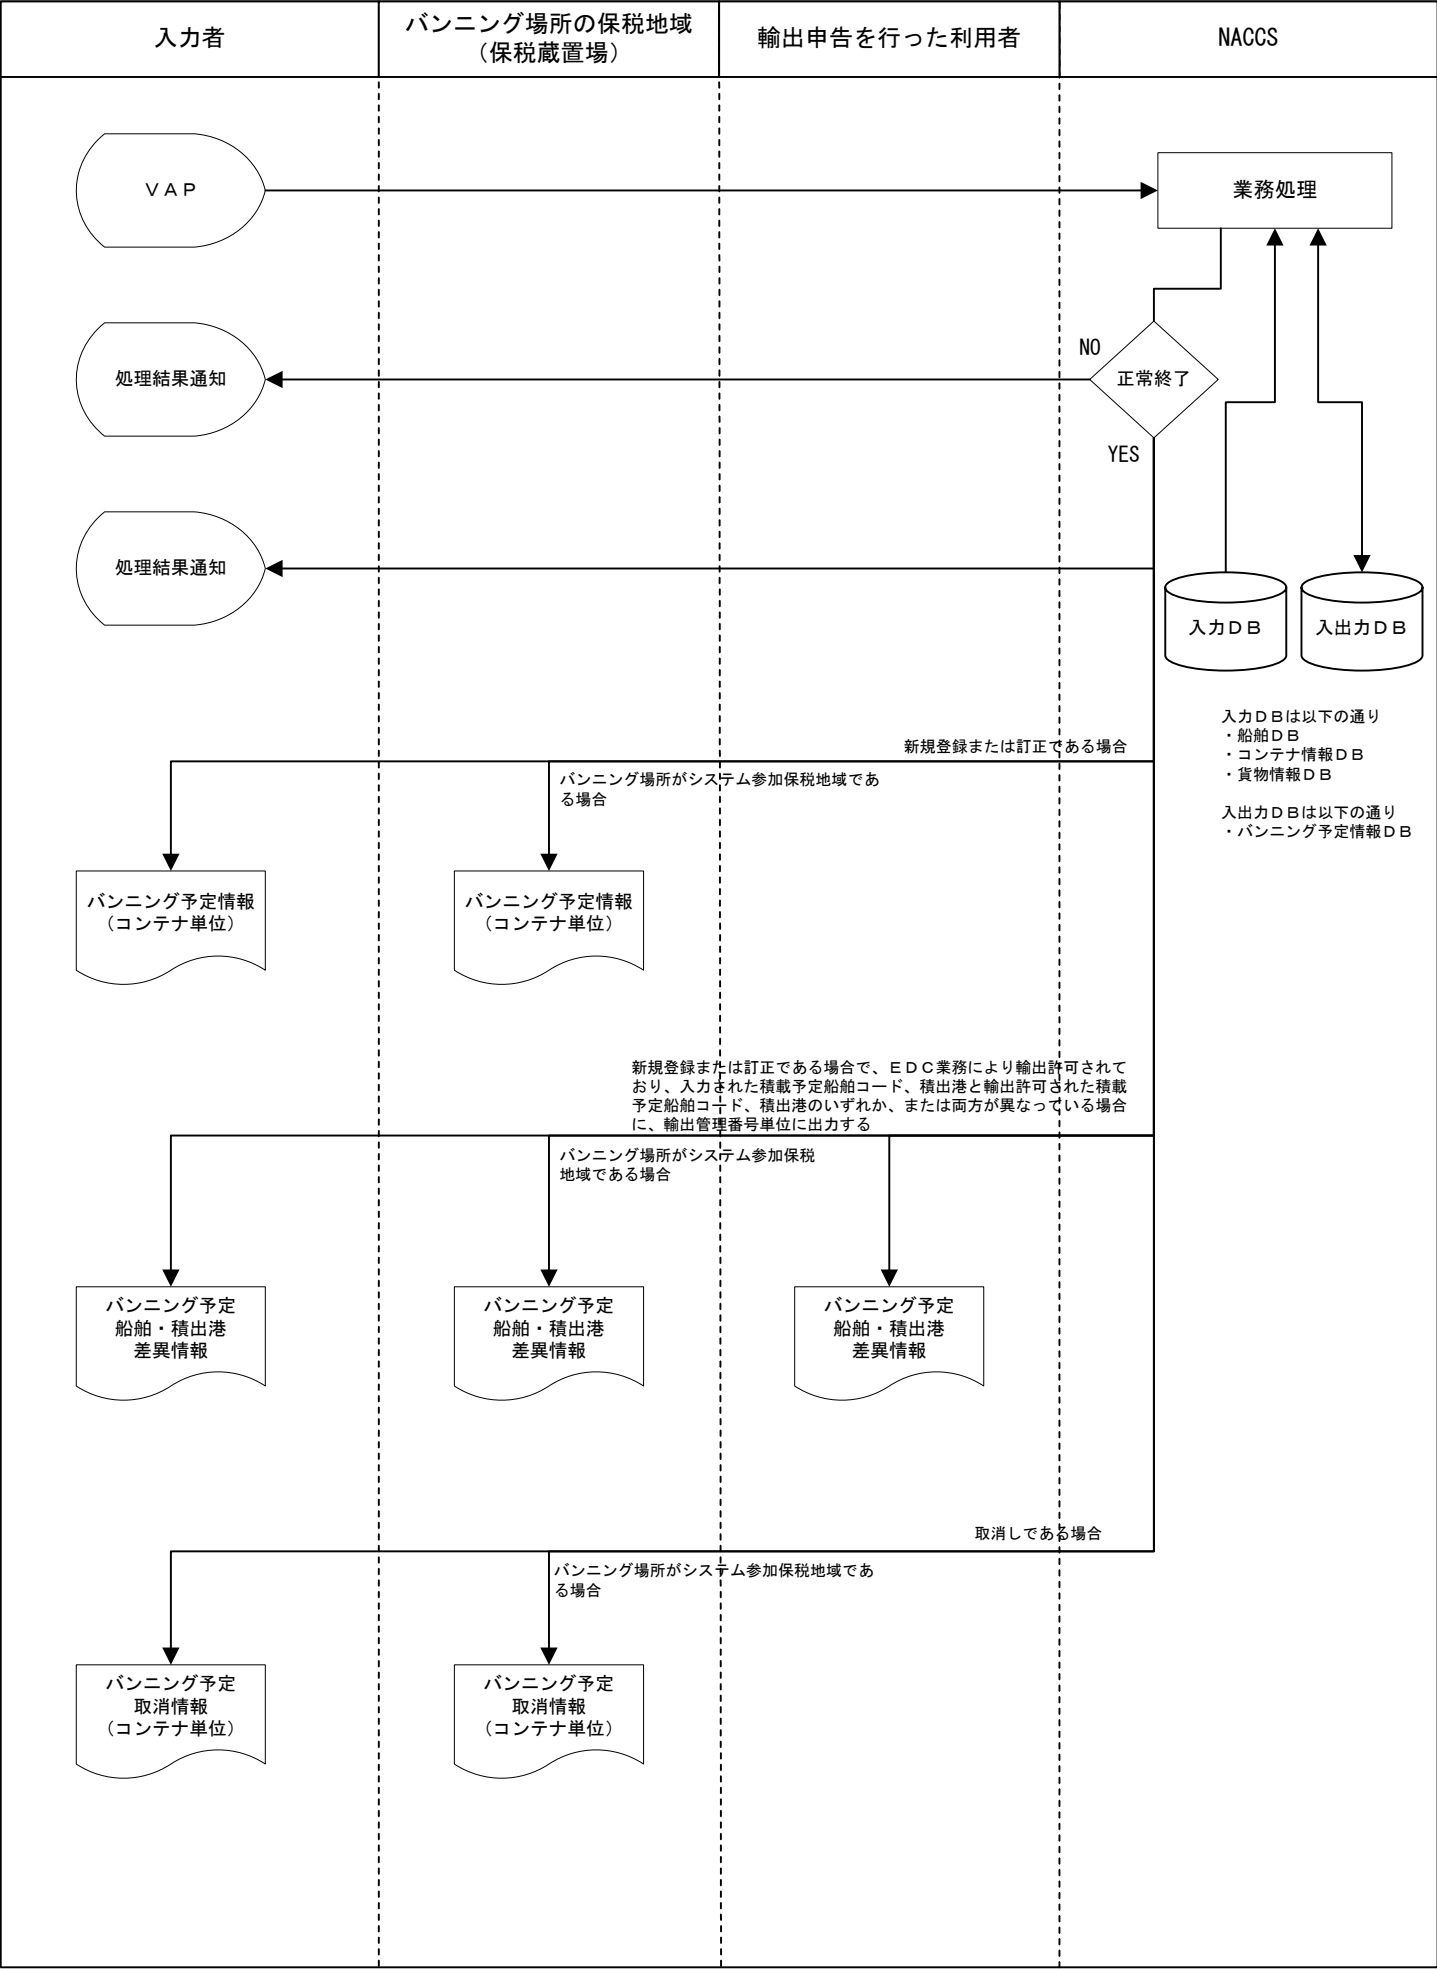 入力者
バンニング場所の保税地域
（保税蔵置場）
輸出申告を行った利用者
NACCS
ＶＡＰ
業務処理
NO
処理結果通知
正常終了
YES
処理結果通知
入力ＤＢ
入出力ＤＢ
入力ＤＢは以下の通り
・船舶ＤＢ
・コンテナ情報ＤＢ
・貨物情報ＤＢ
入出力ＤＢは以下の通り
・バンニング予定情報ＤＢ
新規登録または訂正である場合
バンニング場所がシステム参加保税地域であ
る場合
バンニング予定情報
（コンテナ単位）
バンニング予定情報
（コンテナ単位）
新規登録または訂正である場合で、ＥＤＣ業務により輸出許可されて
おり、入力された積載予定船舶コード、積出港と輸出許可された積載
予定船舶コード、積出港のいずれか、または両方が異なっている場合
に、輸出管理番号単位に出力する
バンニング場所がシステム参加保税
地域である場合
バンニング予定
船舶・積出港
差異情報
バンニング予定
船舶・積出港
差異情報
バンニング予定
船舶・積出港
差異情報
取消しである場合
バンニング場所がシステム参加保税地域であ
る場合
バンニング予定
取消情報
（コンテナ単位）
バンニング予定
取消情報
（コンテナ単位）